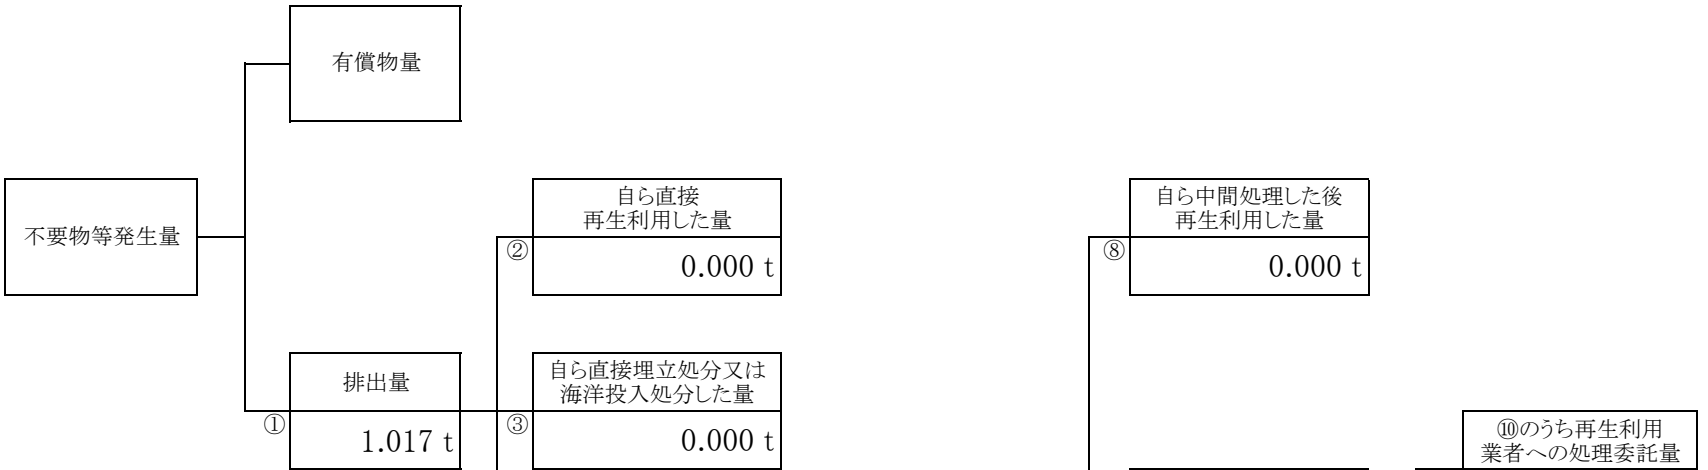 有償物量
不要物等発生量
自ら直接
再生利用した量
②
0.000 t
自ら中間処理した後
再生利用した量
⑧
0.000 t
排出量
①
1.017 t
自ら直接埋立処分又は
海洋投入処分した量
③
0.000 t
⑩のうち再生利用
業者への処理委託量